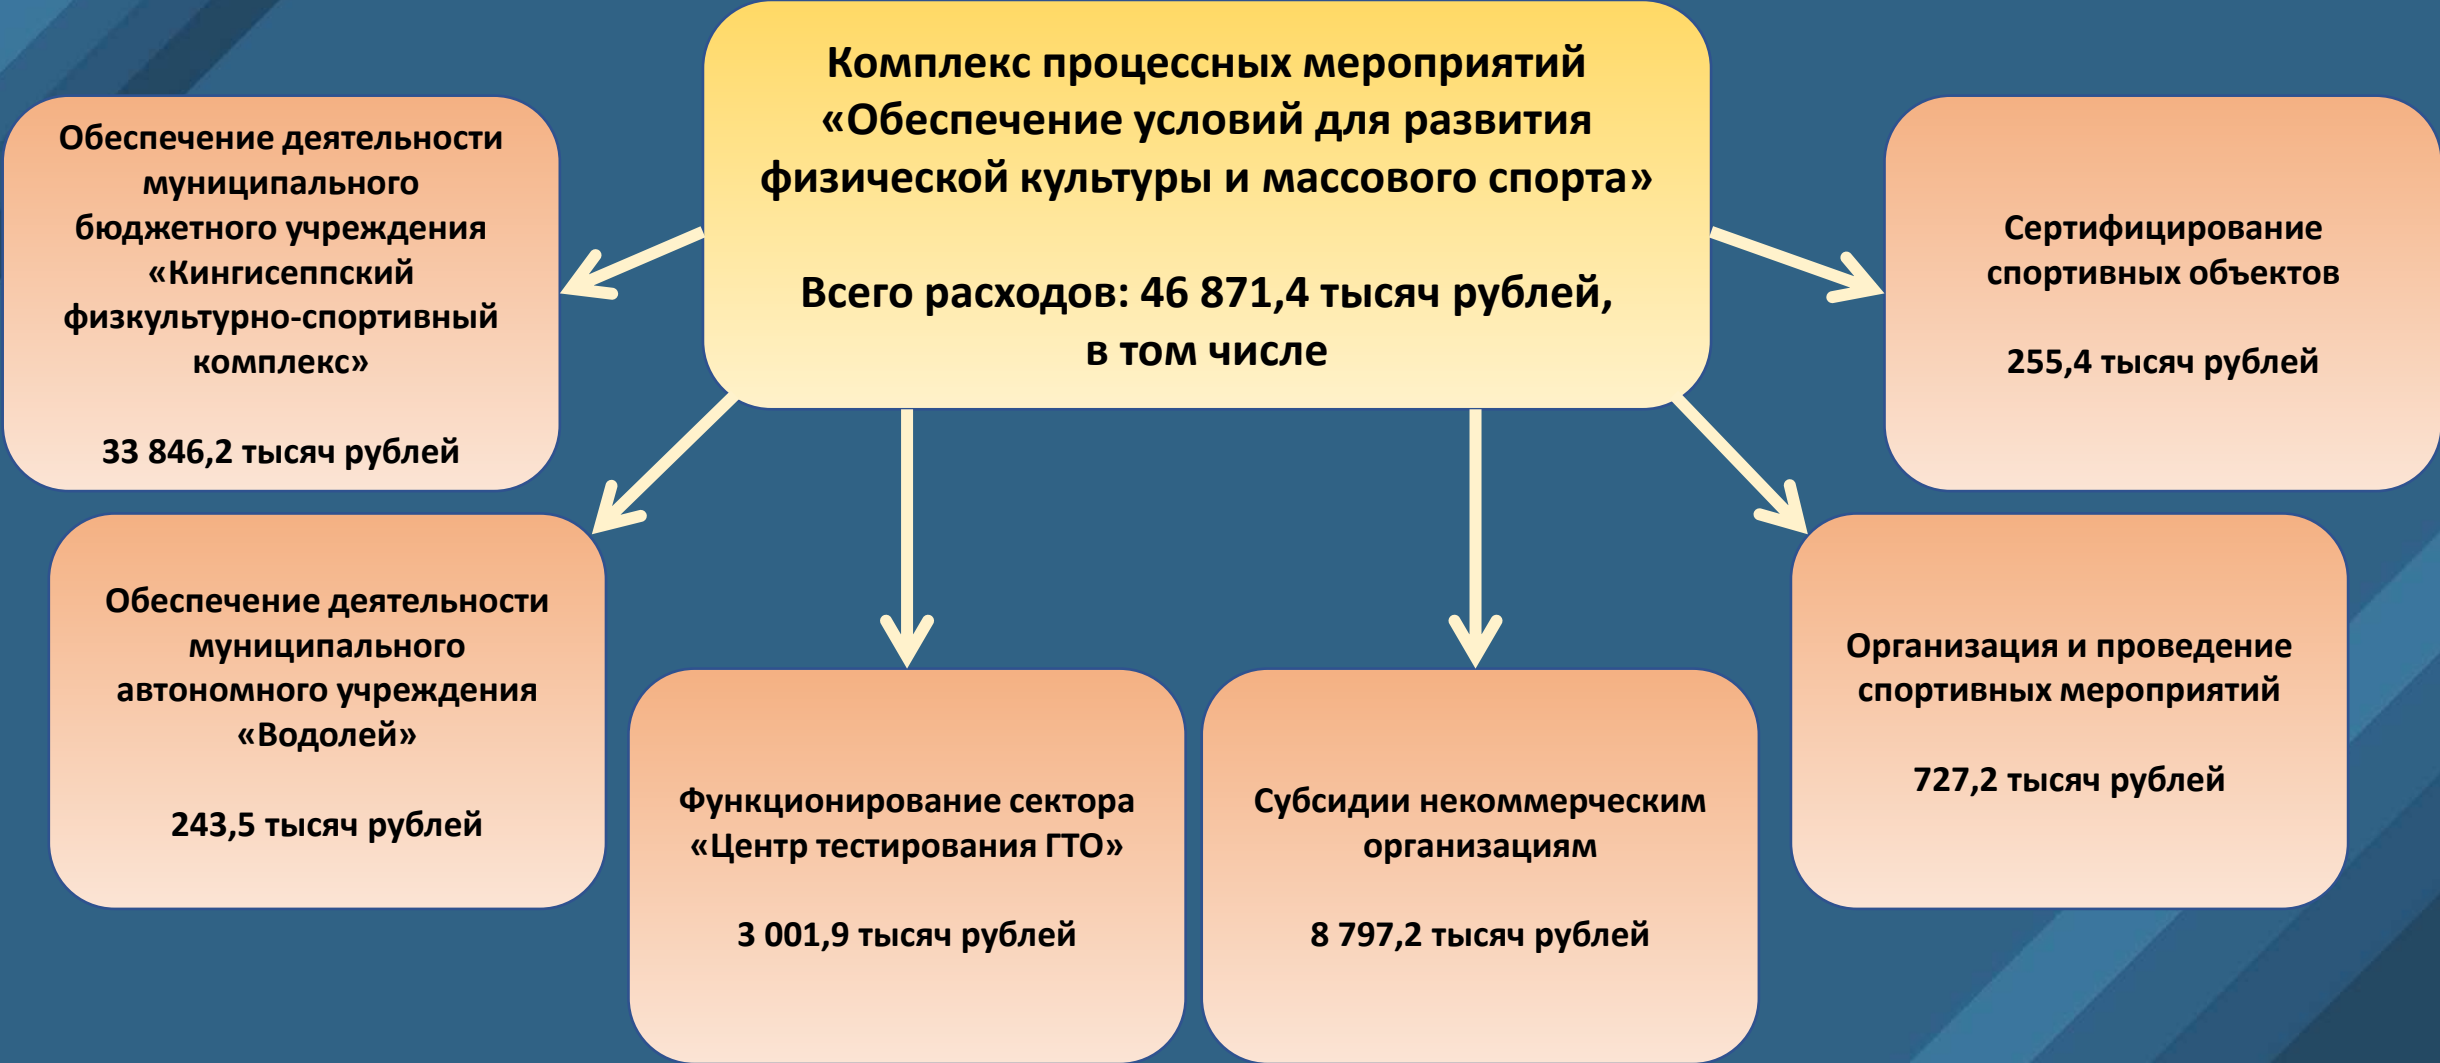 Комплекс процессных мероприятий
«Обеспечение условий для развития
физической культуры и массового спорта»
Всего расходов: 46 871,4 тысяч рублей,
в том числе
Обеспечение деятельности
муниципального
бюджетного учреждения
«Кингисеппский
физкультурно-спортивный
комплекс»
33 846,2 тысяч рублей
Обеспечение деятельности
муниципального
автономного учреждения
«Водолей»
243,5 тысяч рублей
Функционирование сектора
«Центр тестирования ГТО»
3 001,9 тысяч рублей
Субсидии некоммерческим
организациям
8 797,2 тысяч рублей
Организация и проведение
спортивных мероприятий
727,2 тысяч рублей
Сертифицирование
спортивных объектов
255,4 тысяч рублей